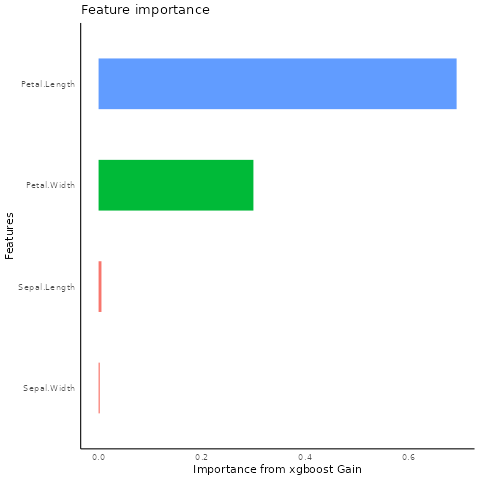 Feature importance
Petal.Length
Petal.Width
Sepal.Length
Sepal.Width
Features
0.0 0.2 0.4 0.6
Importance from xgboost Gain